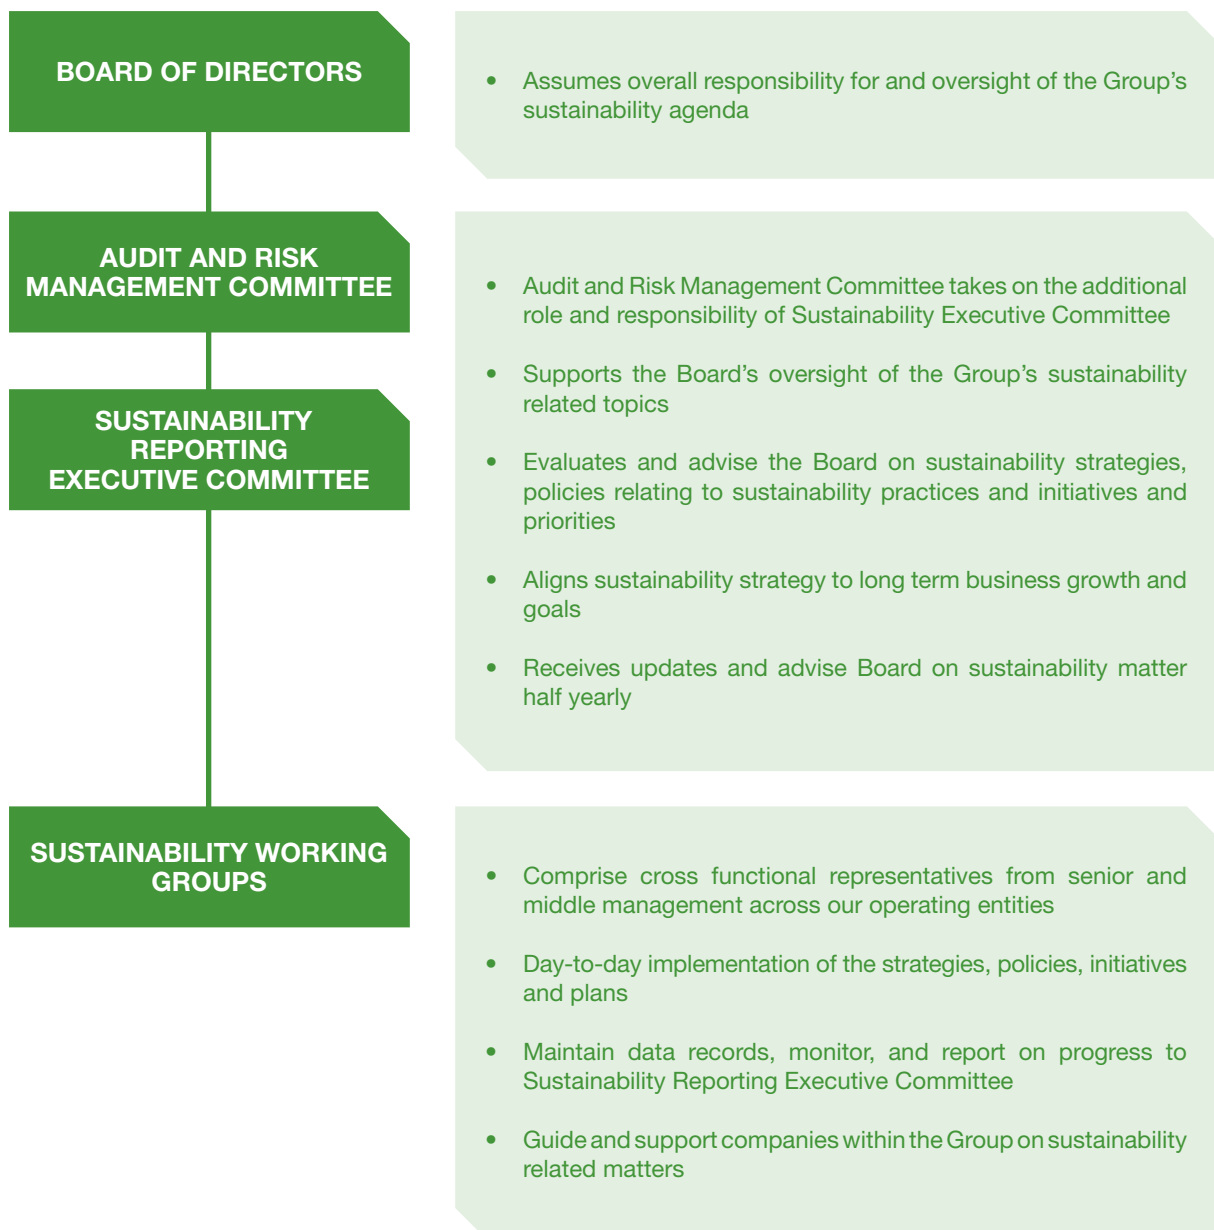 BOARD OF DIRECTORS
• Assumes overall responsibility for and oversight of the Group’s
sustainability agenda
AUDIT AND RISK
MANAGEMENT COMMITTEE
SUSTAINABILITY
REPORTING
EXECUTIVE COMMITTEE
• Audit and Risk Management Committee takes on the additional
role and responsibility of Sustainability Executive Committee
• Supports the Board’s oversight of the Group’s sustainability
related topics
• Evaluates and advise the Board on sustainability strategies,
policies relating to sustainability practices and initiatives and
priorities
• Aligns sustainability strategy to long term business growth and
goals
• Receives updates and advise Board on sustainability matter
half yearly
SUSTAINABILITY WORKING
GROUPS
• Comprise cross functional representatives from senior and
middle management across our operating entities
• Day-to-day implementation of the strategies, policies, initiatives
and plans
• Maintain data records, monitor, and report on progress to
Sustainability Reporting Executive Committee
• Guide and support companies within the Group on sustainability
related matters